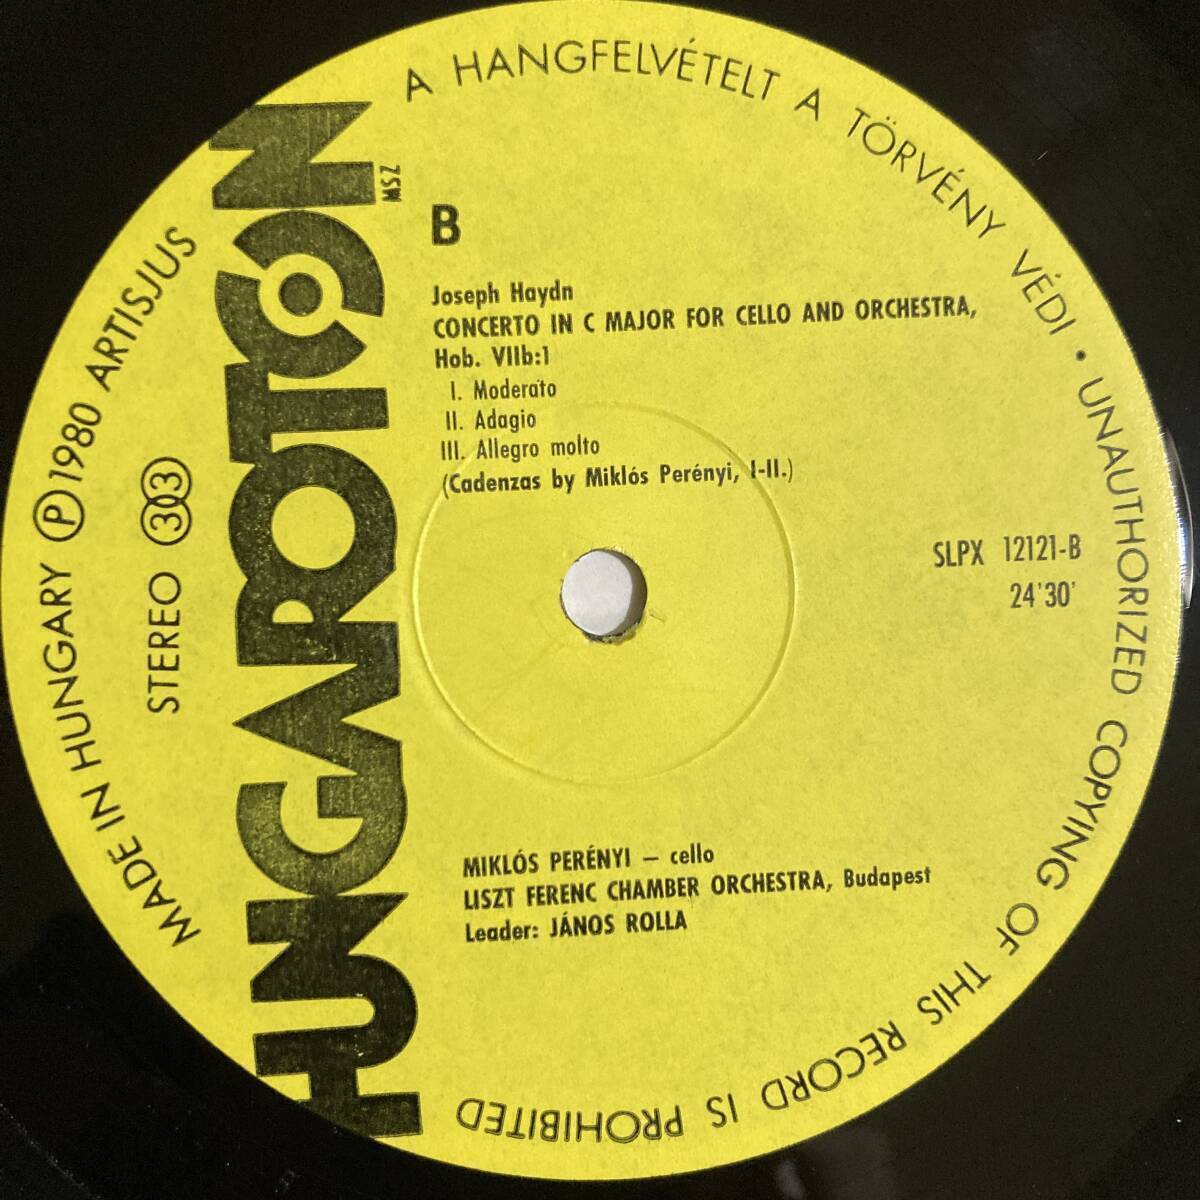 A HANGFELVÉTELT A TÖRVÉNY VÉDI • UNAUTHORIZED COPYING OF THIS RECORD IS PROHIBITED
MADE IN HUNGARY Ⓟ 1980 ARTISJUS
STEREO 33
HUNGAROTON
MSZ
B
Joseph Haydn
CONCERTO IN C MAJOR FOR CELLO AND ORCHESTRA,
Hob. VIIb:1
I. Moderato
II. Adagio
III. Allegro molto
(Cadenzas by Miklós Perényi, I-II.)
SLPX 12121-B
24'30'
MIKLÓS PERÉNYI – cello
LISZT FERENC CHAMBER ORCHESTRA, Budapest
Leader: JÁNOS ROLLA